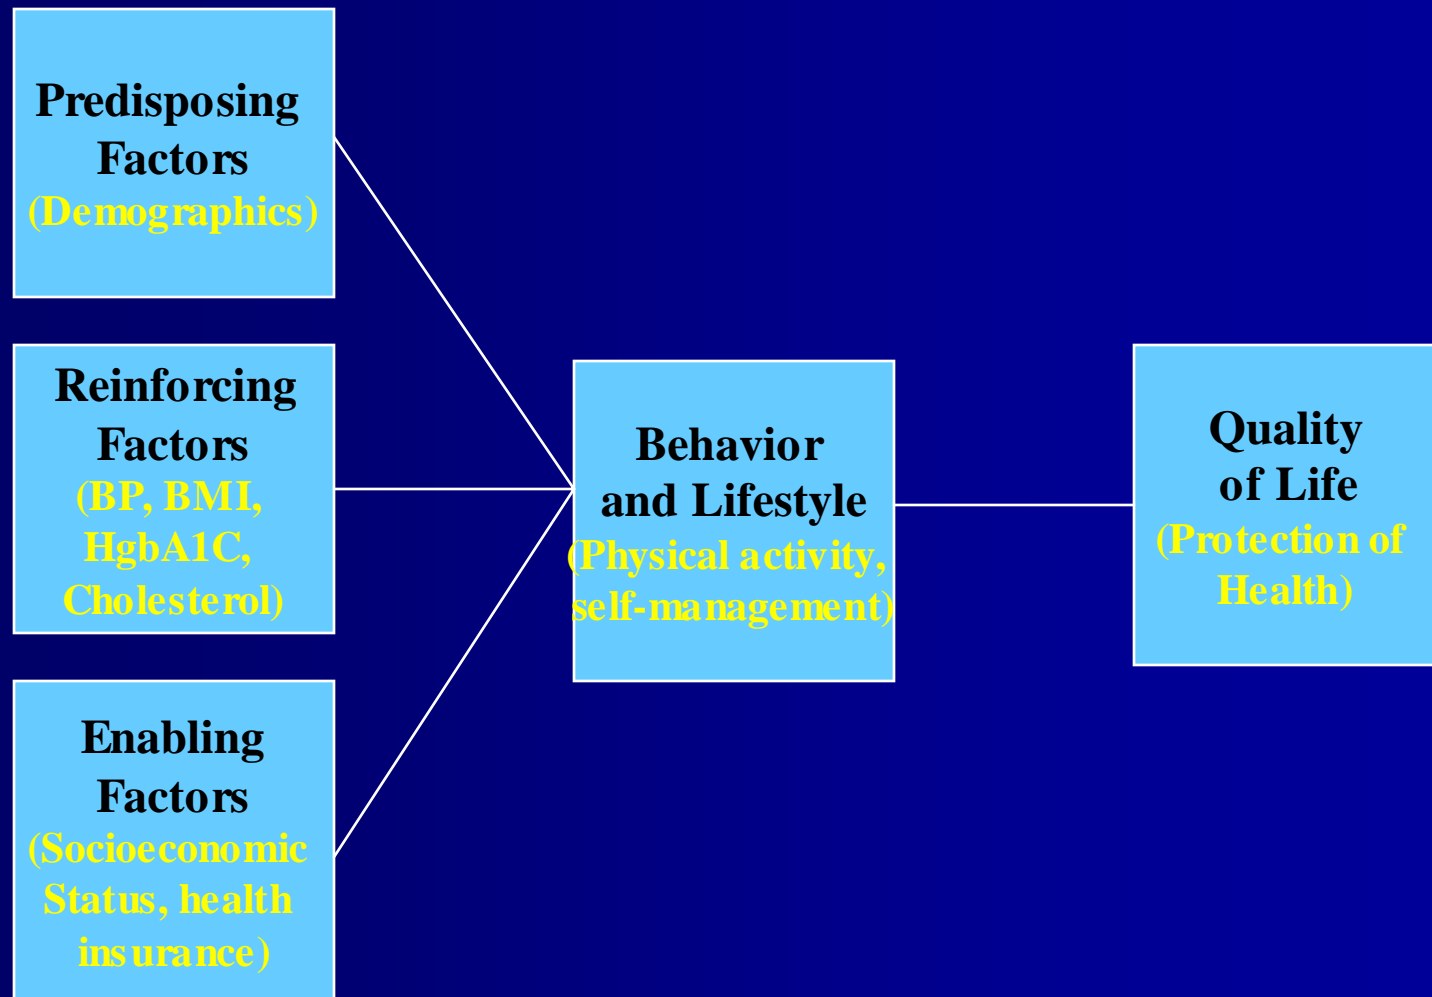 Predisposing
Factors
(Demographics)
Reinforcing
Factors
(BP, BMI,
HgbA1C,
Cholesterol)
Enabling
Factors
(Socioeconomic
Status, health
insurance)
Behavior
and Lifestyle
(Physical activity,
self-management)
Quality
of Life
(Protection of
Health)